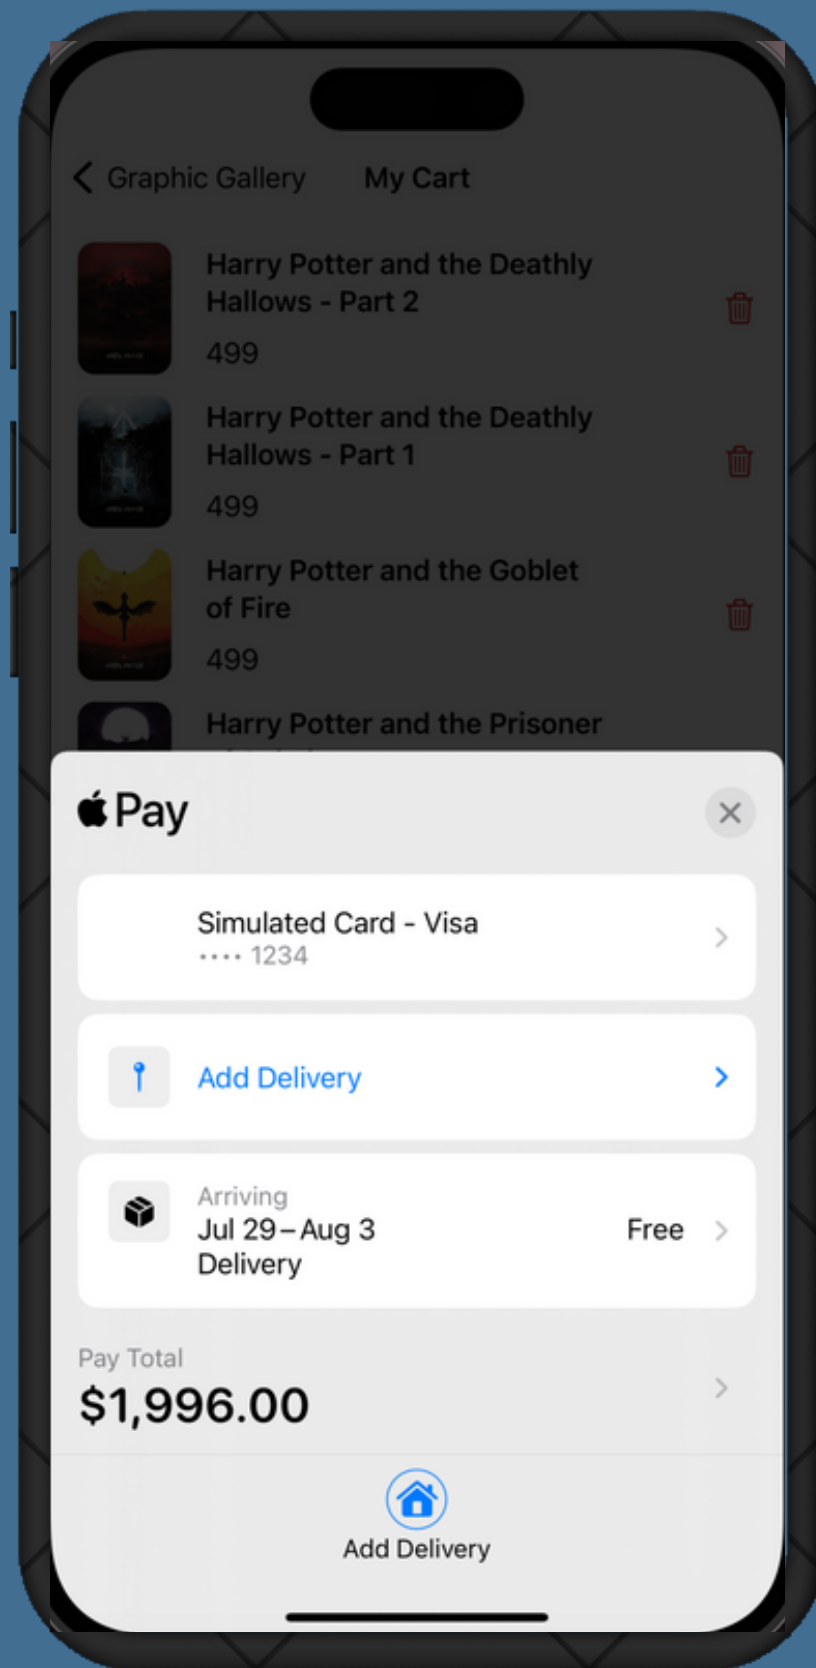 Graphic Gallery
My Cart
Harry Potter and the Deathly
Hallows - Part 2
499
Harry Potter and the Deathly
Hallows - Part 1
499
Harry Potter and the Goblet
of Fire
499
Harry Potter and the Prisoner
Pay
Simulated Card - Visa
•••• 1234
Add Delivery
Arriving
Jul 29–Aug 3
Delivery
Free
Pay Total
$1,996.00
Add Delivery